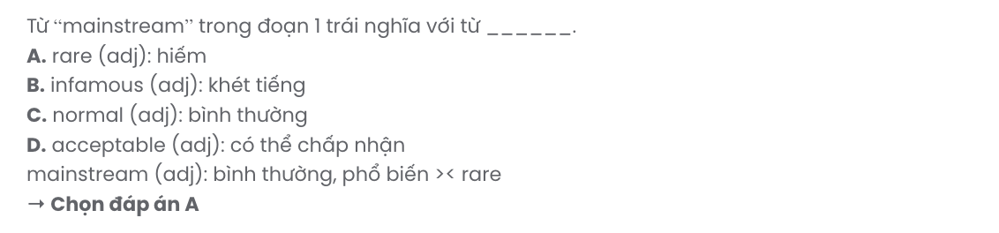 Từ “mainstream” trong đoạn 1 trái nghĩa với từ ______.
A. rare (adj): hiếm
B. infamous (adj): khét tiếng
C. normal (adj): bình thường
D. acceptable (adj): có thể chấp nhận
mainstream (adj): bình thường, phổ biến >< rare
→ Chọn đáp án A